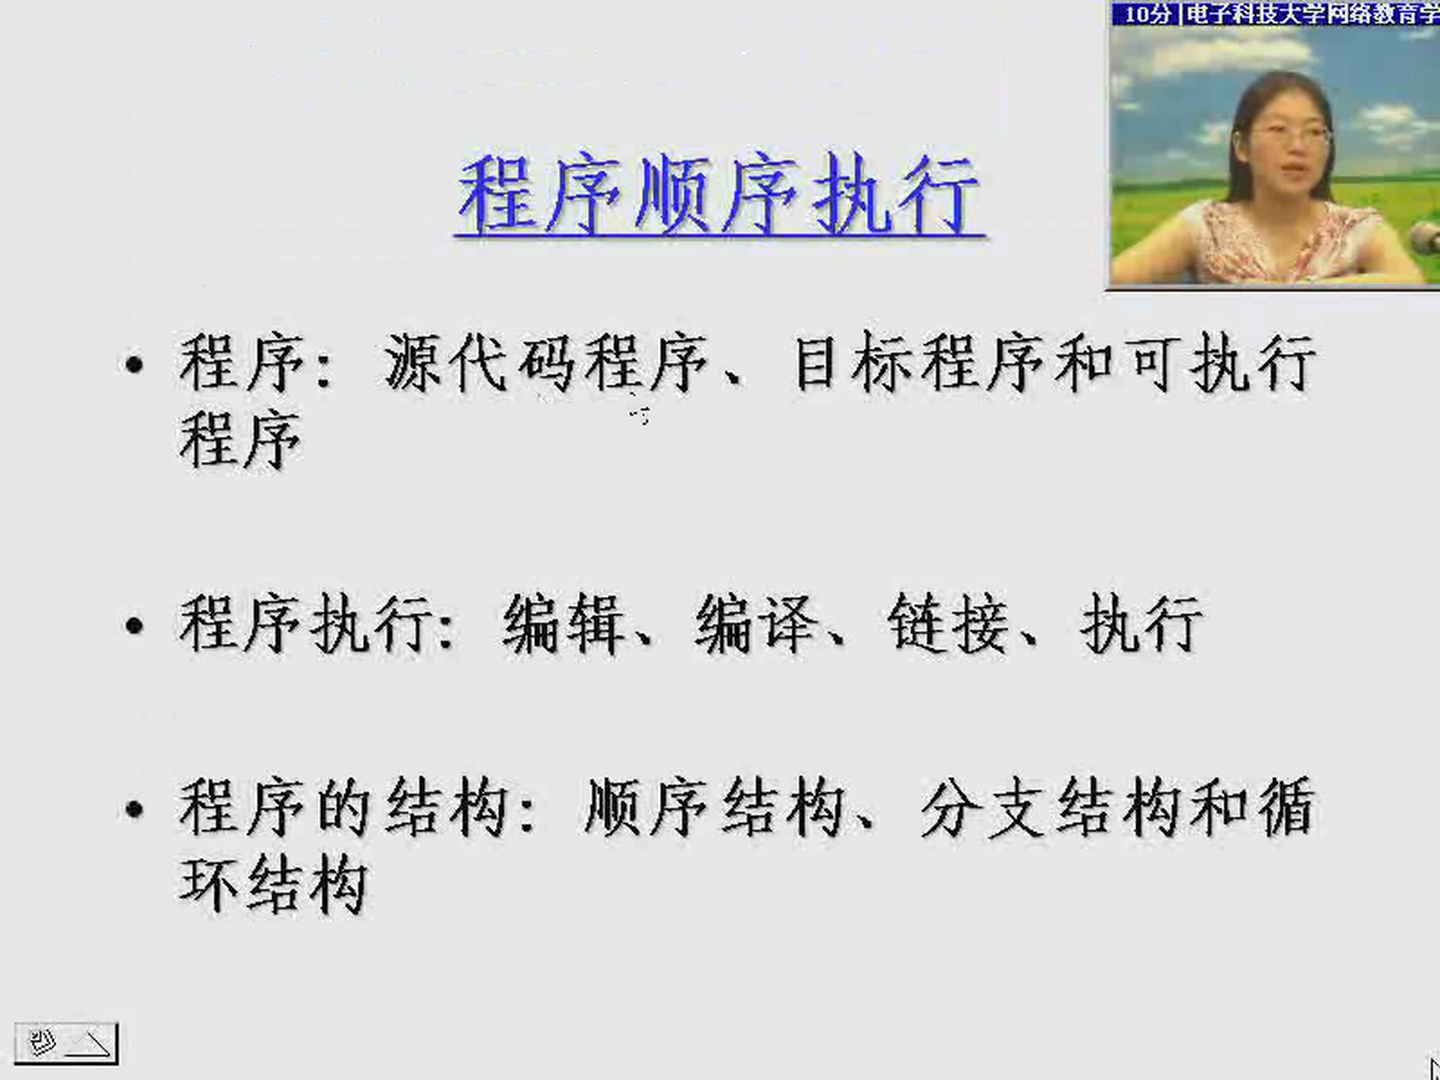 10分|电子科技大学网络教育学
程序顺序执行
• 程序：源代码程序、目标程序和可执行
程序
• 程序执行：编辑、编译、链接、执行
• 程序的结构：顺序结构、分支结构和循
环结构